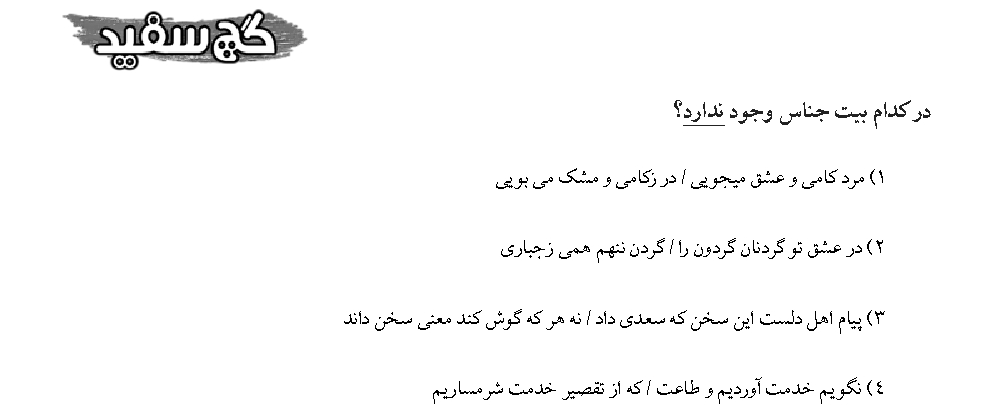 گچ سفید
در کدام بیت جناس وجود ندارد؟
۱) مرد کامی و عشق میجویی / در زکامی و مشک می بویی
۲) در عشق تو گردنان گردون را / گردن ننهم همی زجباری
۳) پیام اهل دلست این سخن که سعدی داد / نه هر که گوش کند معنی سخن داند
٤) نگویم خدمت آوردیم و طاعت / که از تقصیر خدمت شرمساریم